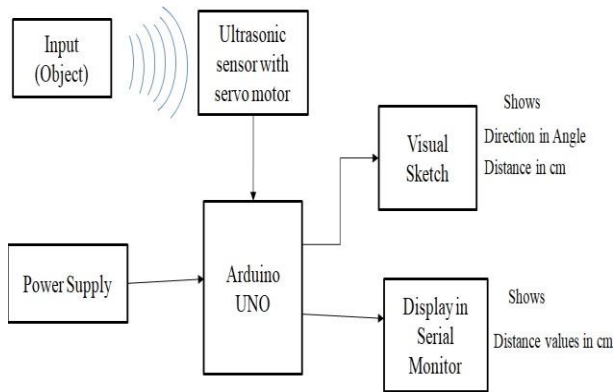 Input
(Object)
Ultrasonic
sensor with
servo motor
Visual
Sketch
Shows
Direction in Angle
Distance in cm
Power Supply
Arduino
UNO
Display in
Serial
Monitor
Shows
Distance values in cm